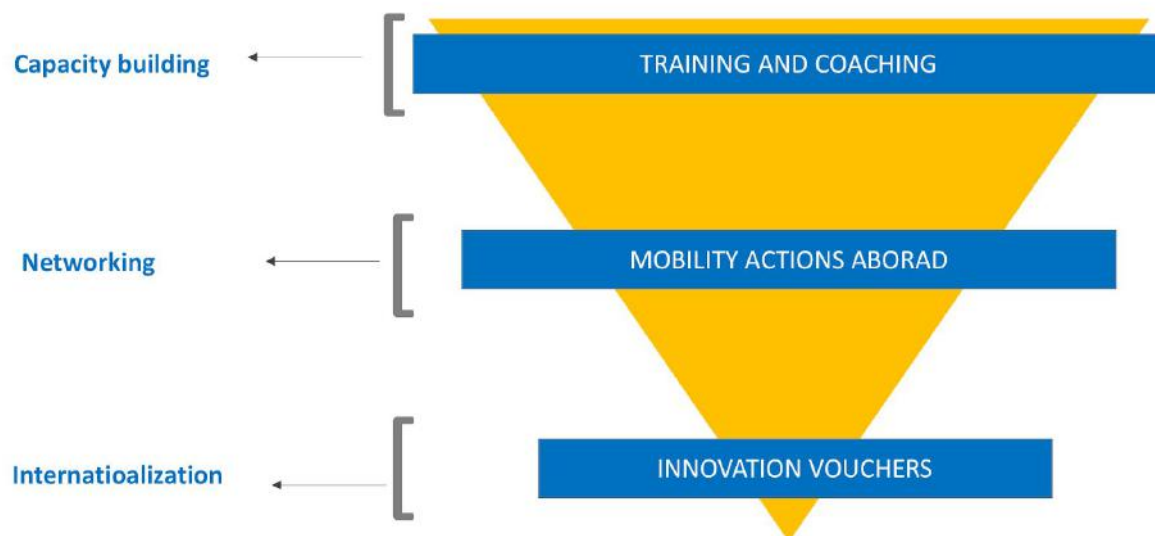 Capacity building
TRAINING AND COACHING
Networking
MOBILITY ACTIONS ABORAD
Internatioalization
INNOVATION VOUCHERS